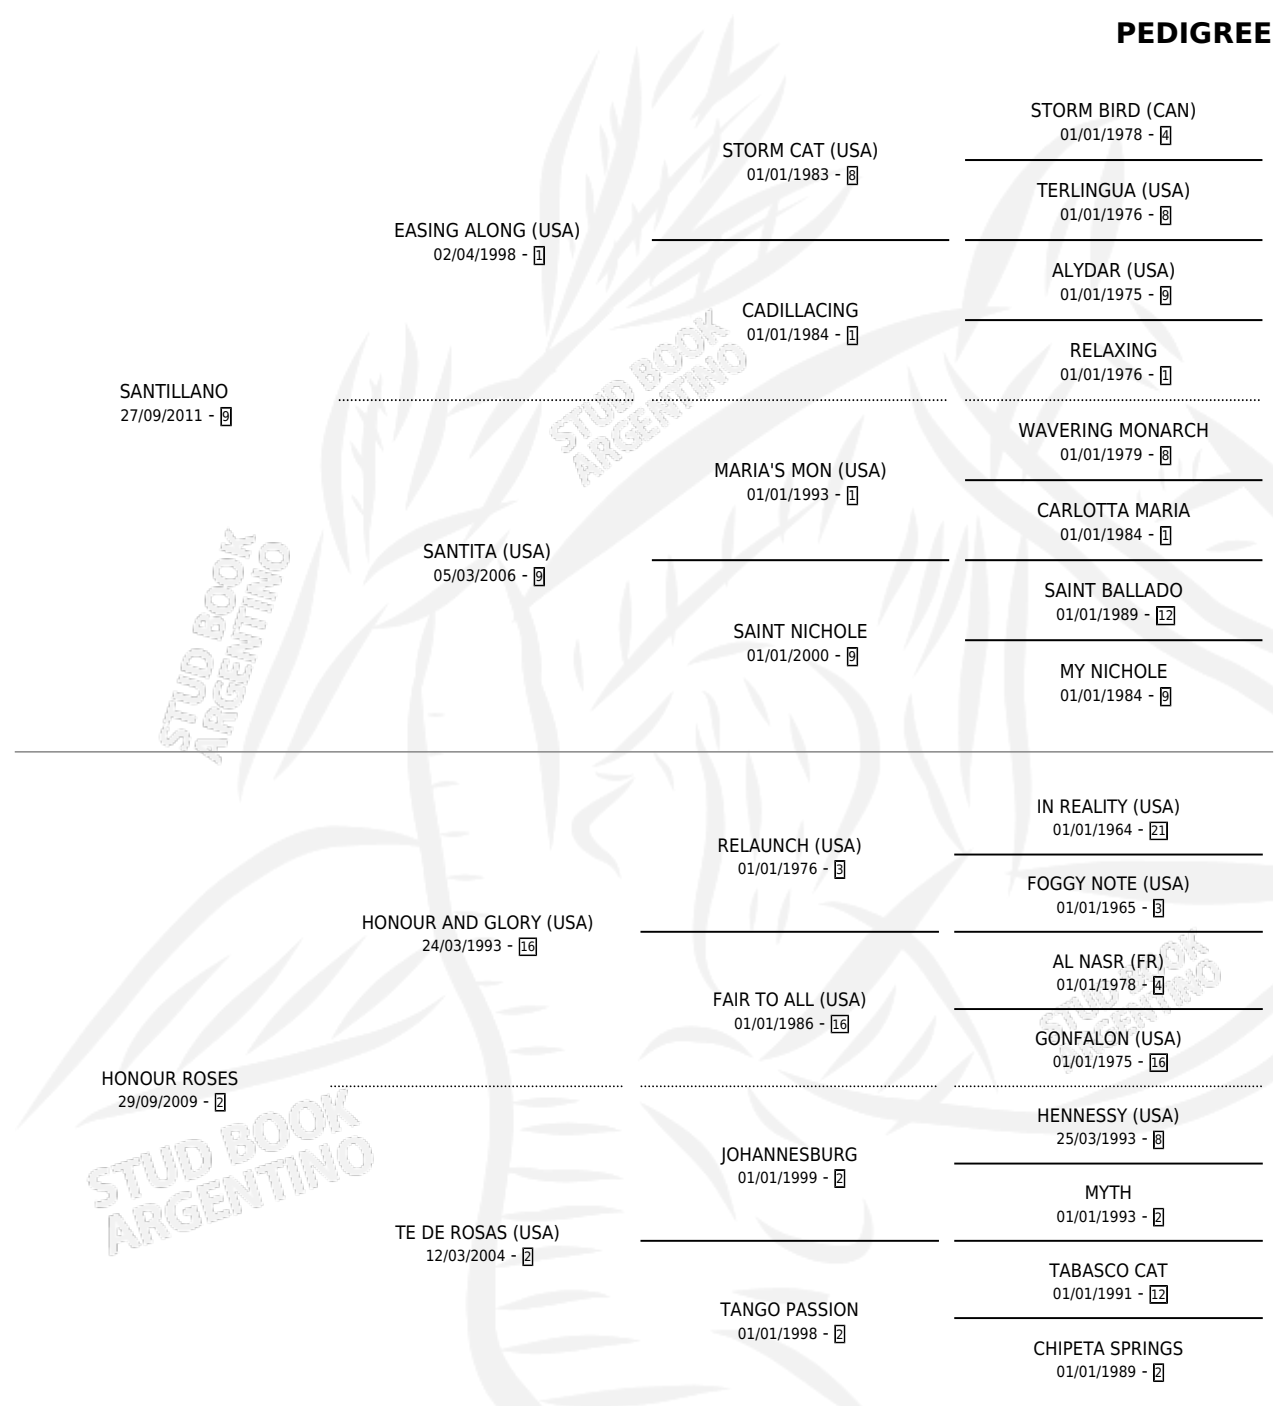 PEDIGREE
STORM BIRD (CAN)
01/01/1978 - 4
STORM CAT (USA)
01/01/1983 - 8
TERLINGUA (USA)
01/01/1976 - 8
EASING ALONG (USA)
02/04/1998 - 1
ALYDAR (USA)
01/01/1975 - 9
CADILLACING
01/01/1984 - 1
RELAXING
01/01/1976 - 1
SANTILLANO
27/09/2011 - 9
WAVERING MONARCH
01/01/1979 - 8
MARIA'S MON (USA)
01/01/1993 - 1
CARLOTTA MARIA
01/01/1984 - 1
SANTITA (USA)
05/03/2006 - 9
SAINT BALLADO
01/01/1989 - 12
SAINT NICHOLE
01/01/2000 - 9
MY NICHOLE
01/01/1984 - 9
IN REALITY (USA)
01/01/1964 - 21
RELAUNCH (USA)
01/01/1976 - 3
FOGGY NOTE (USA)
01/01/1965 - 3
HONOUR AND GLORY (USA)
24/03/1993 - 16
AL NASR (FR)
01/01/1978 - 4
FAIR TO ALL (USA)
01/01/1986 - 16
GONFALON (USA)
01/01/1975 - 16
HONOUR ROSES
29/09/2009 - 2
HENNESSY (USA)
25/03/1993 - 8
JOHANNESBURG
01/01/1999 - 2
MYTH
01/01/1993 - 2
TE DE ROSAS (USA)
12/03/2004 - 2
TABASCO CAT
01/01/1991 - 12
TANGO PASSION
01/01/1998 - 2
CHIPETA SPRINGS
01/01/1989 - 2
STUD BOOK
ARGENTINO
STUD BOOK
ARGENTINO
STUD BOOK
ARGENTINO
STUD BOOK
ARGENTINO